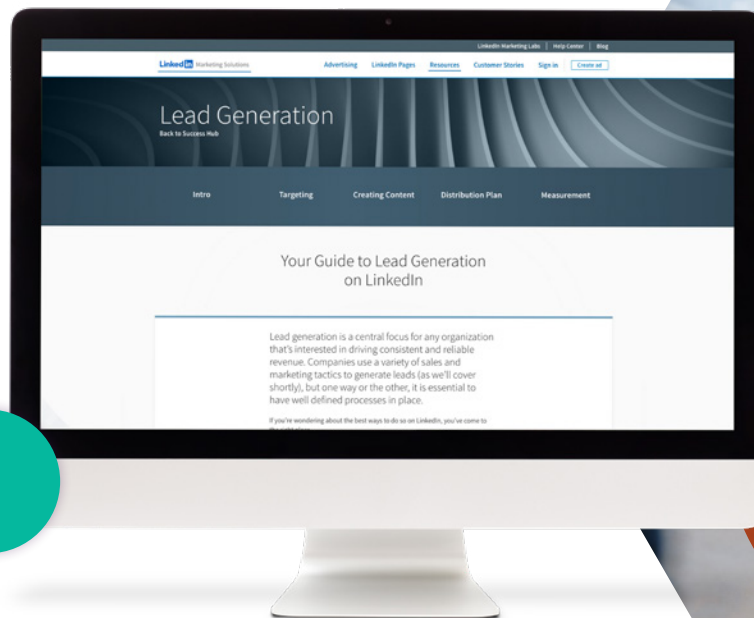 LinkedIn Marketing Labs | Help Center | Blog
Linked in Marketing Solutions
Advertising LinkedIn Pages Resources Customer Stories Sign in Create ad
Lead Generation
Back to Success Hub
Intro Targeting Creating Content Distribution Plan Measurement
Your Guide to Lead Generation
on LinkedIn
Lead generation is a central focus for any organization
that's interested in driving consistent and reliable
revenue. Companies use a variety of sales and
marketing tactics to generate leads (as we'll cover
shortly), but one way or the other, it is essential to
have well defined processes in place.
If you're wondering about the best ways to do so on LinkedIn, you've come to